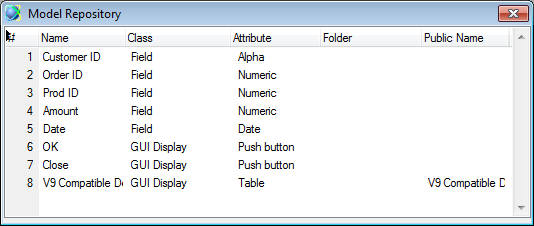 Model Repository
# Name Class Attribute Folder Public Name
1 Customer ID Field Alpha
2 Order ID Field Numeric
3 Prod ID Field Numeric
4 Amount Field Numeric
5 Date Field Date
6 OK GUI Display Push button
7 Close GUI Display Push button
8 V9 Compatible De GUI Display Table V9 Compatible D